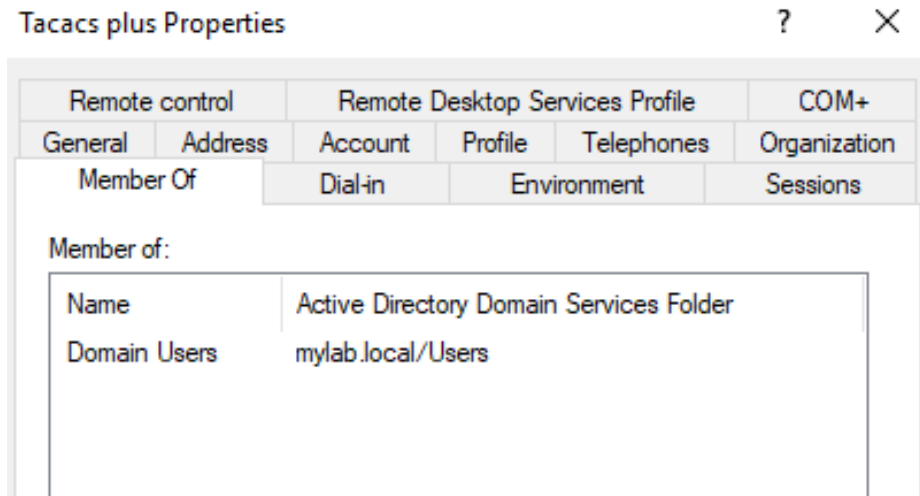 Tacacs plus Properties ? ×
Remote control Remote Desktop Services Profile COM+
General Address Account Profile Telephones Organization
Member Of Dial-in Environment Sessions
Member of:
Name Active Directory Domain Services Folder
Domain Users mylab.local/Users